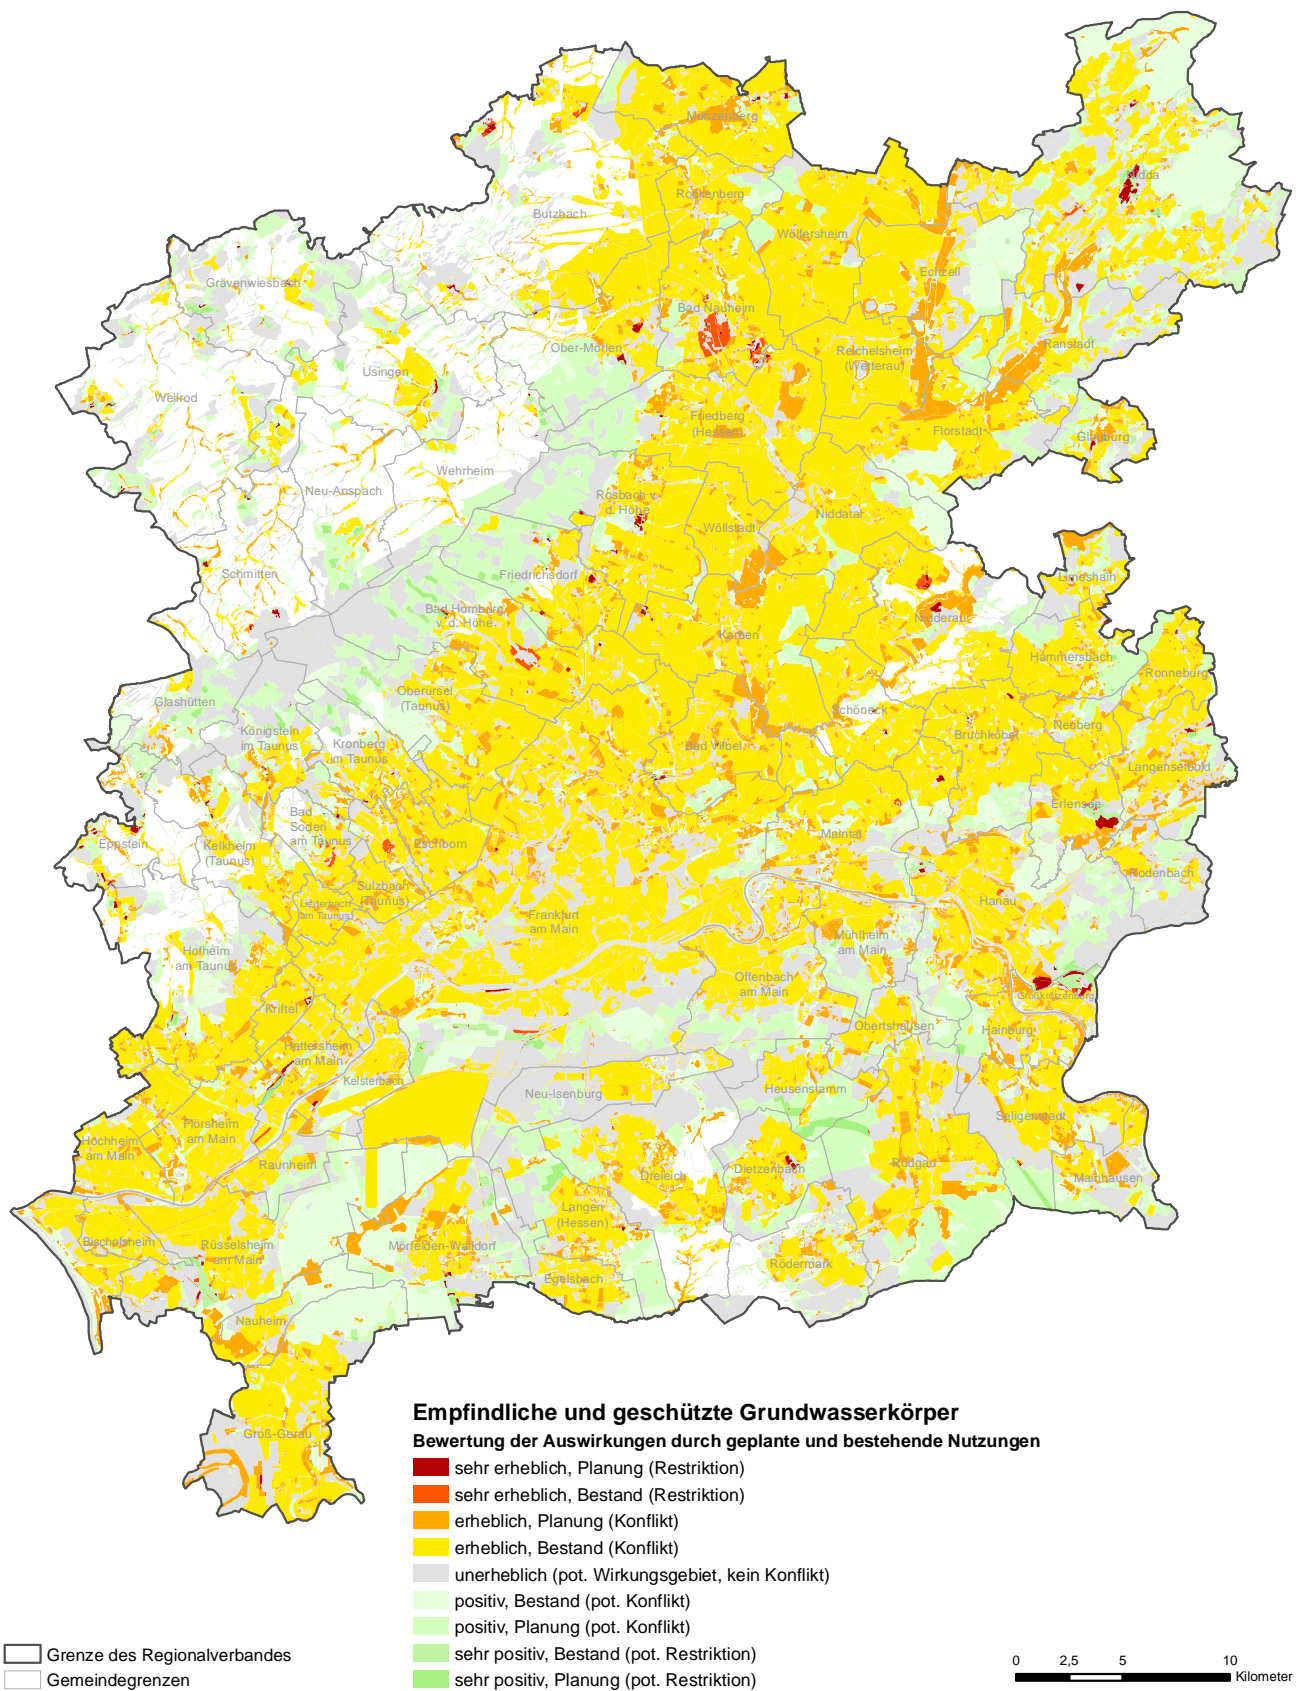 Münzenberg
Nidda
Rockenberg
Butzbach
Wölfersheim
Echzell
Grävenwiesbach
Bad Nauheim
Ober-Mörlen
Reichelsheim
(Wetterau)
Ranstadt
Usingen
Weilrod
Friedberg
(Hessen)
Florstadt
Glauburg
Wehrheim
Neu-Anspach
Rosbach v.
d. Höhe
Wöllstadt
Niddatal
Schmitten
Friedrichsdorf
Limeshain
Bad Homburg
v. d. Höhe
Nidderau
Karben
Hammersbach
Ronneburg
Glashütten
Oberursel
(Taunus)
Schöneck
Königstein
im Taunus
Kronberg
im Taunus
Bad Vilbel
Bruchköbel
Neuberg
Langenselbold
Erlensee
Bad
Soden
am Taunus
Eppstein
Kelkheim
(Taunus)
Eschborn
Maintal
Rodenbach
Sulzbach
(Taunus)
Liederbach
am Taunus
Frankfurt
am Main
Hanau
Mühlheim
am Main
Hofheim
am Taunus
Offenbach
am Main
Großkrotzenburg
Kriftel
Obertshausen
Hainburg
Hattersheim
am Main
Kelsterbach
Neu-Isenburg
Heusenstamm
Seligenstadt
Flörsheim
am Main
Hochheim
am Main
Raunheim
Dreieich
Dietzenbach
Rodgau
Mainhausen
Langen
(Hessen)
Bischofsheim
Rüsselsheim
am Main
Mörfelden-Walldorf
Egelsbach
Rödermark
Nauheim
Groß-Gerau
Empfindliche und geschützte Grundwasserkörper
Bewertung der Auswirkungen durch geplante und bestehende Nutzungen
sehr erheblich, Planung (Restriktion)
sehr erheblich, Bestand (Restriktion)
erheblich, Planung (Konflikt)
erheblich, Bestand (Konflikt)
unerheblich (pot. Wirkungsgebiet, kein Konflikt)
positiv, Bestand (pot. Konflikt)
positiv, Planung (pot. Konflikt)
sehr positiv, Bestand (pot. Restriktion)
sehr positiv, Planung (pot. Restriktion)
Grenze des Regionalverbandes
Gemeindegrenzen
0 2,5 5 10
Kilometer